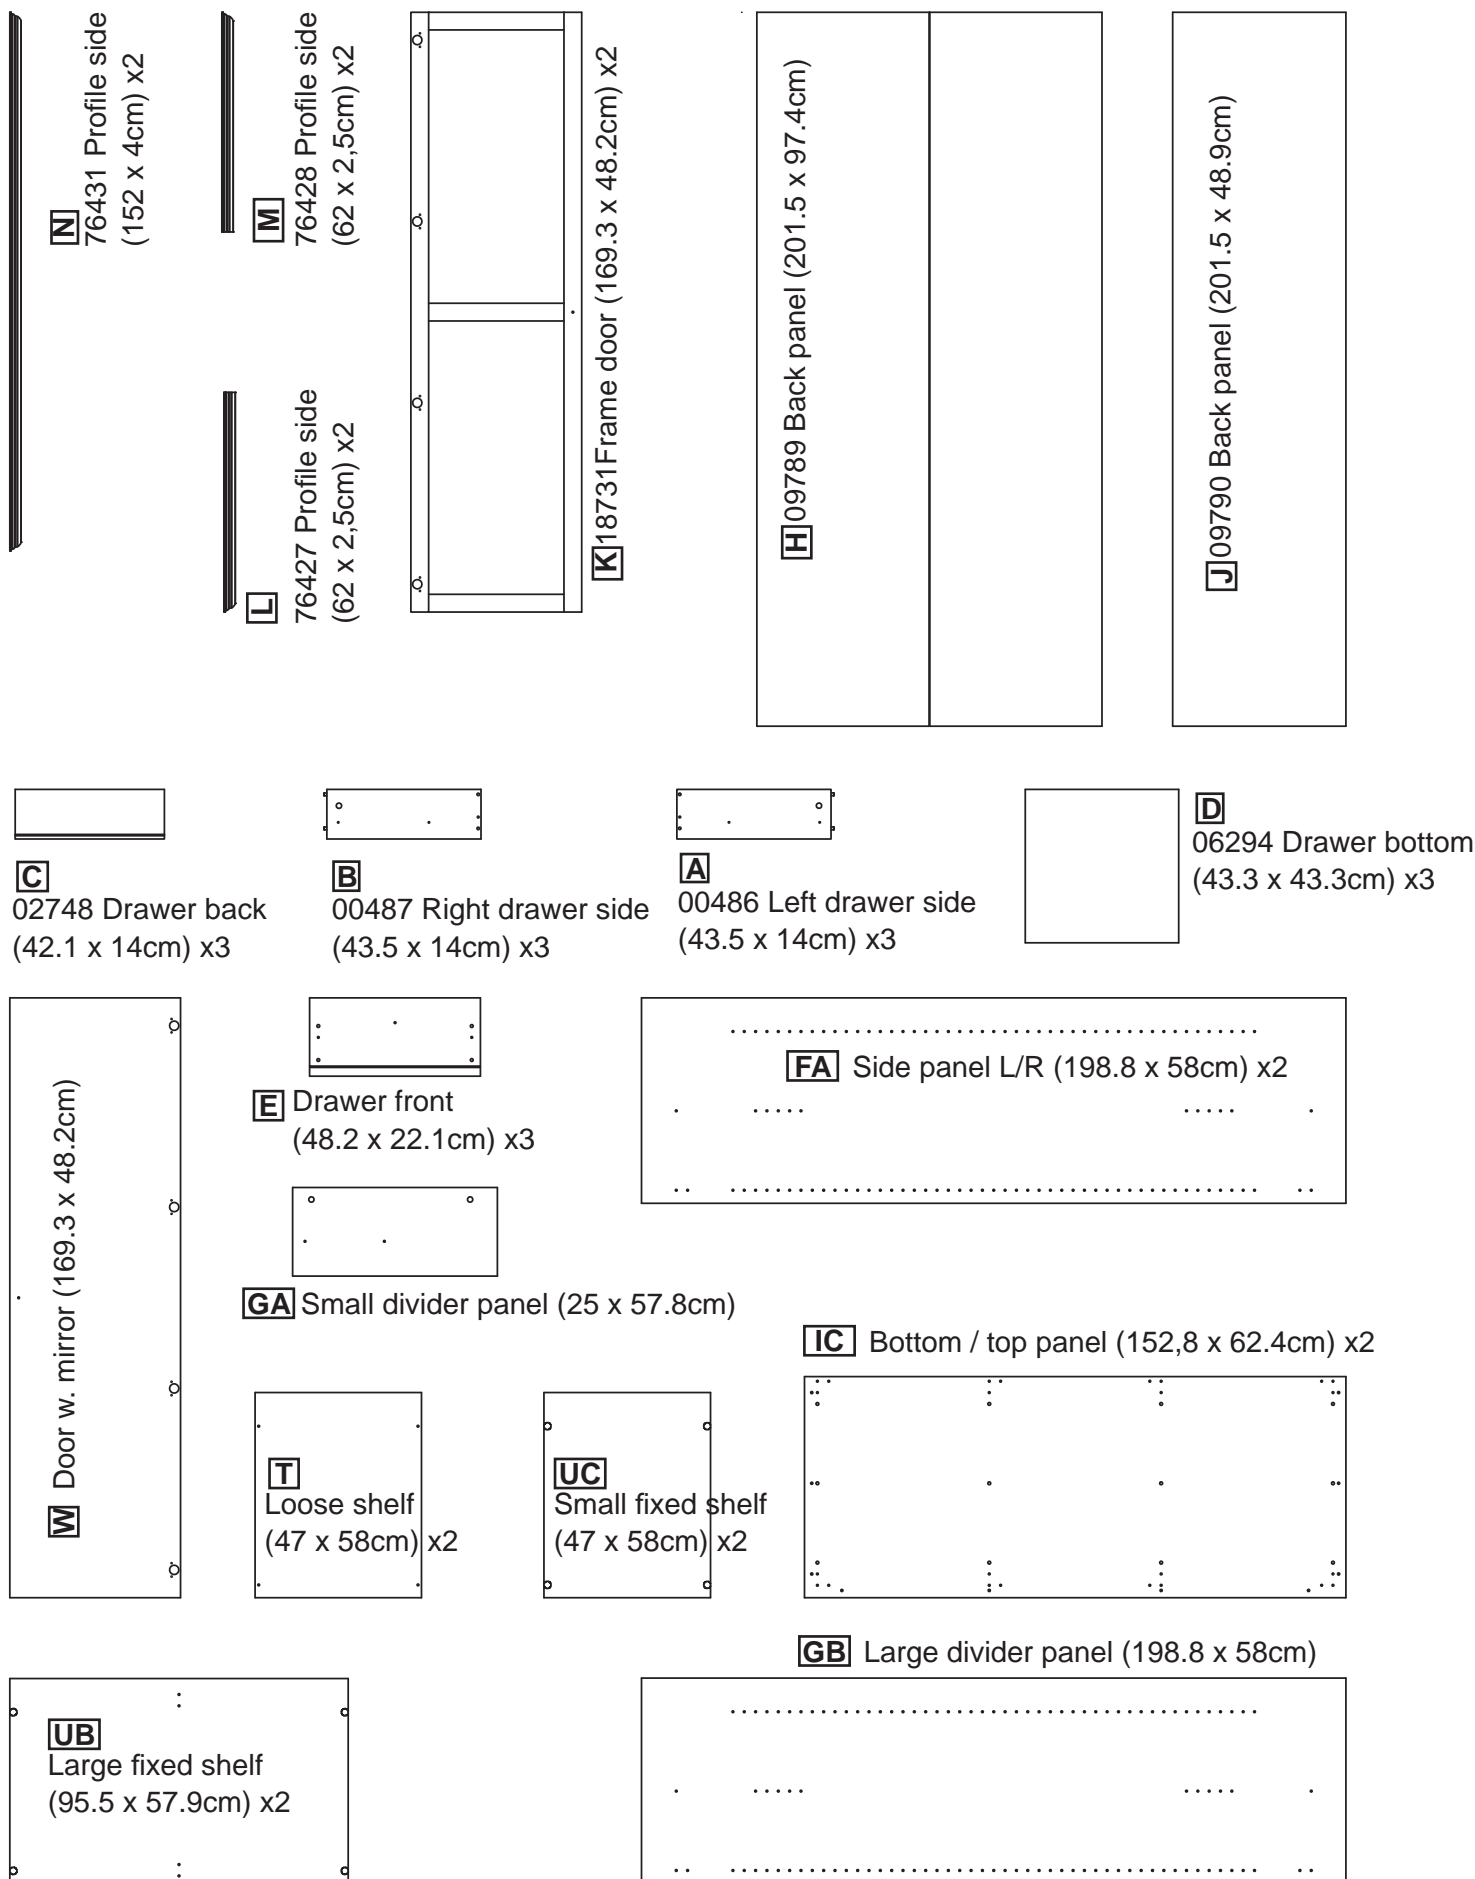 N
76431 Profile side
(152 x 4cm) x2
M
76428 Profile side
(62 x 2,5cm) x2
L
76427 Profile side
(62 x 2,5cm) x2
K 18731Frame door (169.3 x 48.2cm) x2
H 09789 Back panel (201.5 x 97.4cm)
J 09790 Back panel (201.5 x 48.9cm)
C
02748 Drawer back
(42.1 x 14cm) x3
B
00487 Right drawer side
(43.5 x 14cm) x3
A
00486 Left drawer side
(43.5 x 14cm) x3
D
06294 Drawer bottom
(43.3 x 43.3cm) x3
W Door w. mirror (169.3 x 48.2cm)
E Drawer front
(48.2 x 22.1cm) x3
FA Side panel L/R (198.8 x 58cm) x2
GA Small divider panel (25 x 57.8cm)
IC Bottom / top panel (152,8 x 62.4cm) x2
T
Loose shelf
(47 x 58cm) x2
UC
Small fixed shelf
(47 x 58cm) x2
GB Large divider panel (198.8 x 58cm)
UB
Large fixed shelf
(95.5 x 57.9cm) x2